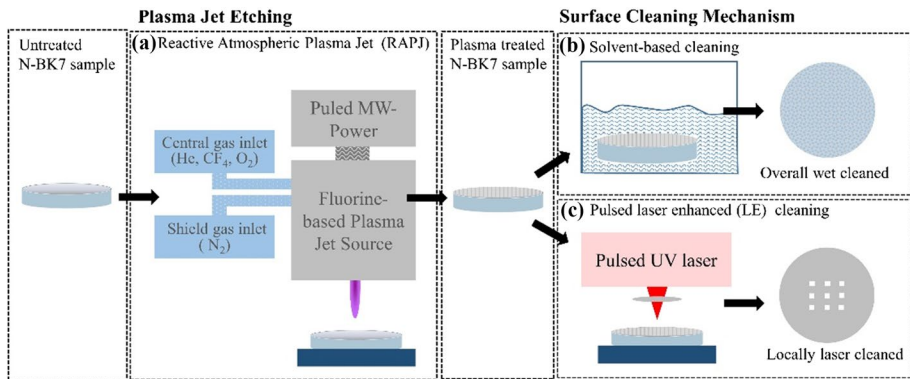 Plasma Jet Etching
Surface Cleaning Mechanism
Untreated
N-BK7 sample
(a) Reactive Atmospheric Plasma Jet (RAPJ)
Puled MW-
Power
Central gas inlet
(He, CF₄, O₂)
Fluorine-
based Plasma
Jet Source
Shield gas inlet
( N₂)
Plasma treated
N-BK7 sample
(b) Solvent-based cleaning
Overall wet cleaned
(c) Pulsed laser enhanced (LE) cleaning
Pulsed UV laser
Locally laser cleaned